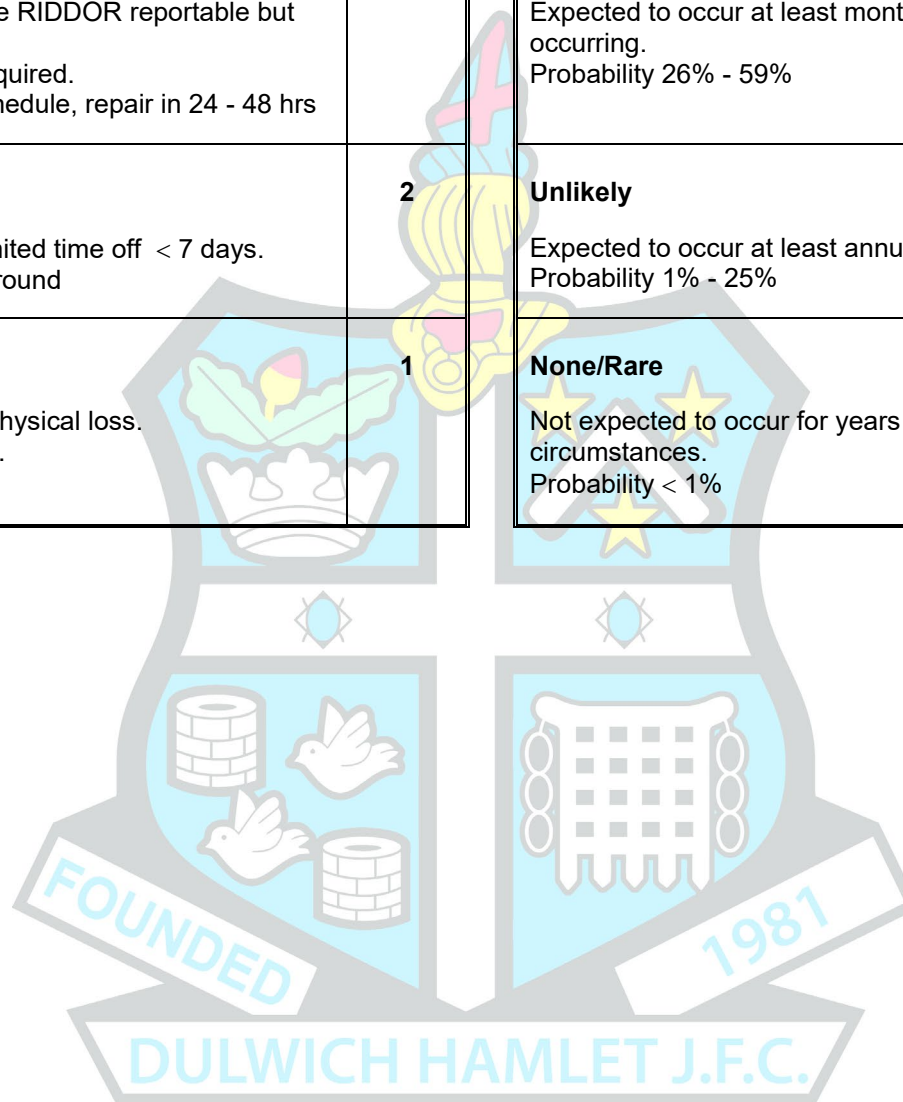 e RIDDOR reportable but
quired.
hedule, repair in 24 - 48 hrs
Expected to occur at least mont
occurring.
Probability 26% - 59%
2
nited time off < 7 days.
round
Unlikely
Expected to occur at least annu
Probability 1% - 25%
1
hysical loss.
.
None/Rare
Not expected to occur for years
circumstances.
Probability < 1%
FOUNDED
1981
DULWICH HAMLET J.F.C.